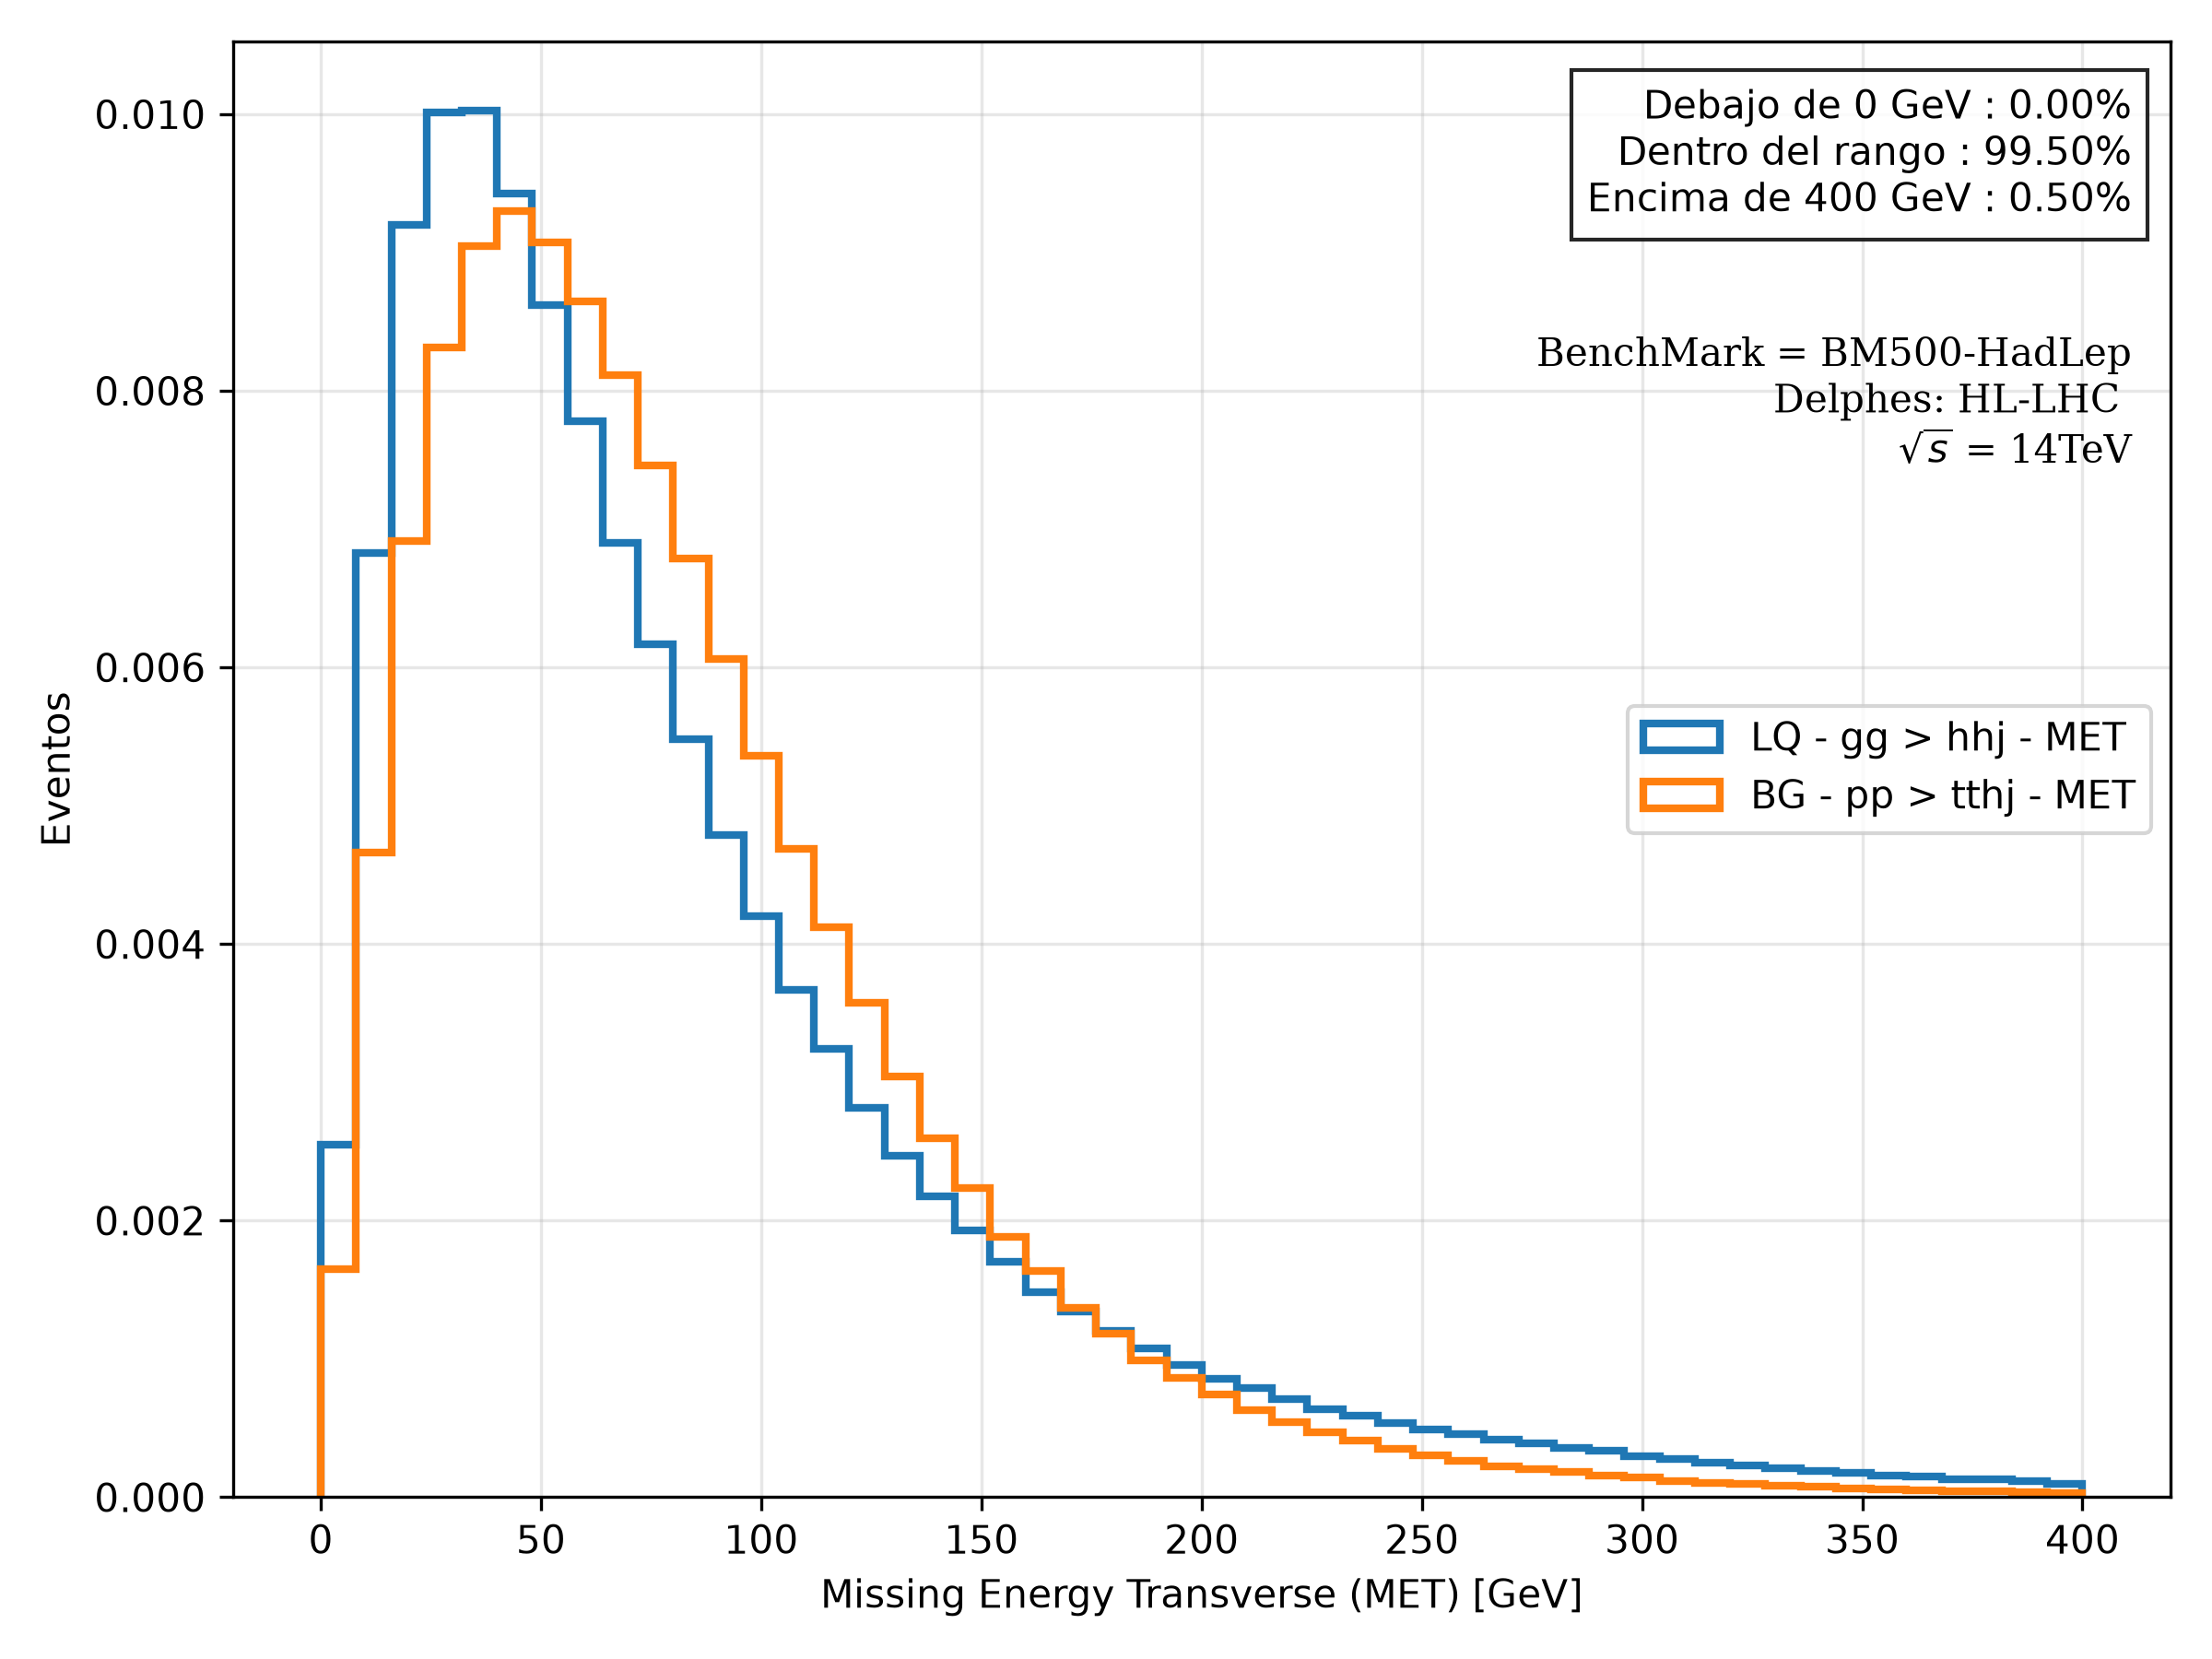 Debajo de 0 GeV : 0.00%
Dentro del rango : 99.50%
Encima de 400 GeV : 0.50%
BenchMark = BM500-HadLep
Delphes: HL-LHC
√s = 14TeV
LQ - gg > hhj - MET
BG - pp > tthj - MET
Eventos
0.010
0.008
0.006
0.004
0.002
0.000
0 50 100 150 200 250 300 350 400
Missing Energy Transverse (MET) [GeV]